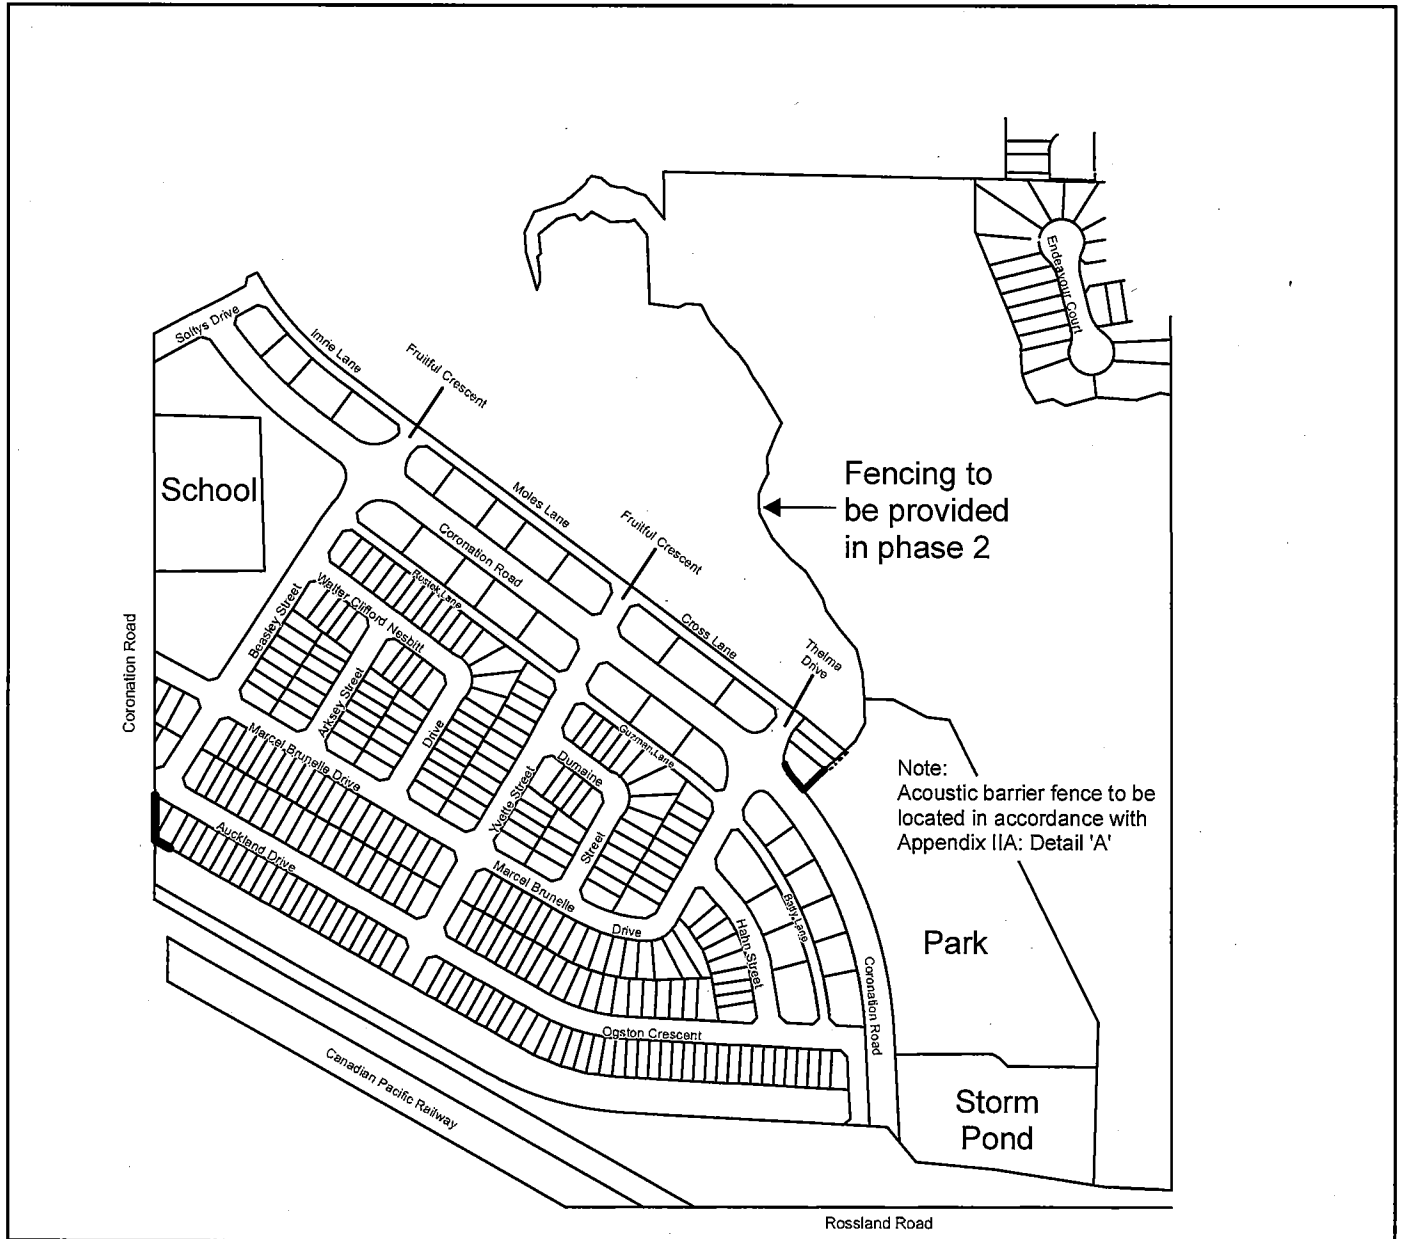 Endeavour Court
Soltys Drive
Imrie Lane
Fruitful Crescent
School
Moles Lane
Fencing to
be provided
in phase 2
Coronation Road
Fruitful Crescent
Rostek Lane
Walter Clifford Nesbitt
Drive
Beasley Street
Arksey Street
Cross Lane
Thelma
Drive
Coronation Road
Guzman Lane
Dumaine
Street
Yvette Street
Marcel Brunelle Drive
Note:
Acoustic barrier fence to be
located in accordance with
Appendix IIA: Detail 'A'
Auckland Drive
Marcel Brunelle
Drive
Hahn Street
Coronation Road
Park
Ogston Crescent
Canadian Pacific Railway
Storm
Pond
Rossland Road